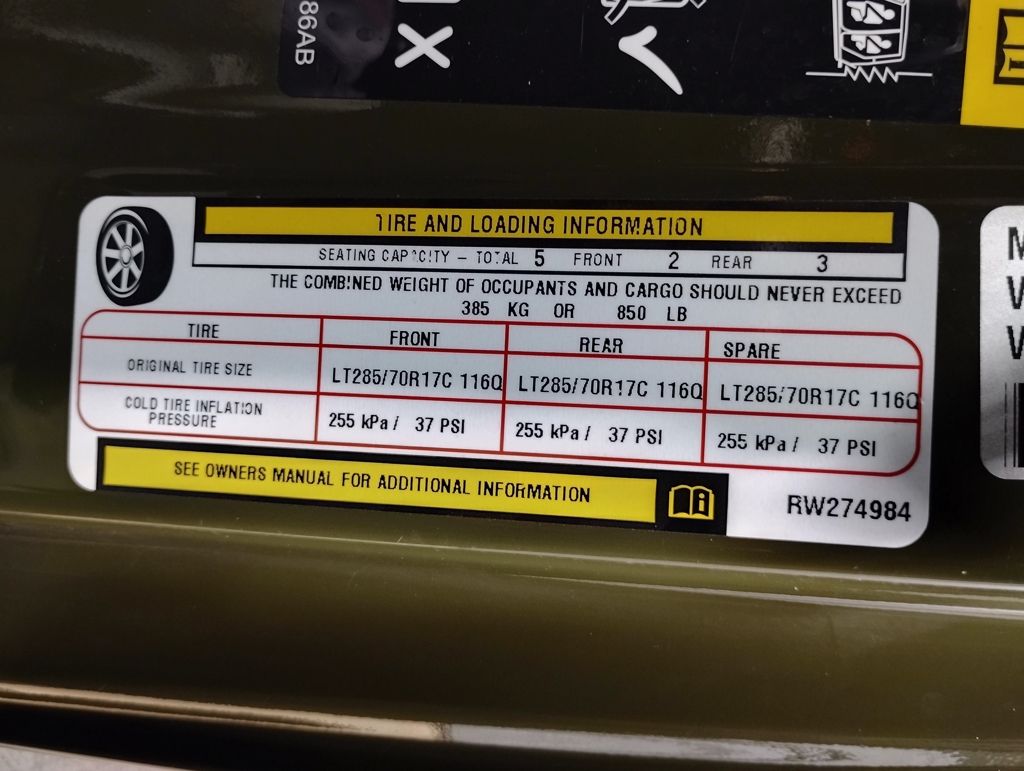 86AB
TIRE AND LOADING INFORMATION
SEATING CAPACITY – TOTAL 5 FRONT 2 REAR 3
THE COMBINED WEIGHT OF OCCUPANTS AND CARGO SHOULD NEVER EXCEED
385 KG OR 850 LB
TIRE FRONT REAR SPARE
ORIGINAL TIRE SIZE LT285/70R17C 116Q LT285/70R17C 116Q LT285/70R17C 116Q
COLD TIRE INFLATION PRESSURE 255 kPa / 37 PSI 255 kPa / 37 PSI 255 kPa / 37 PSI
SEE OWNERS MANUAL FOR ADDITIONAL INFORMATION
RW274984
M
V
V